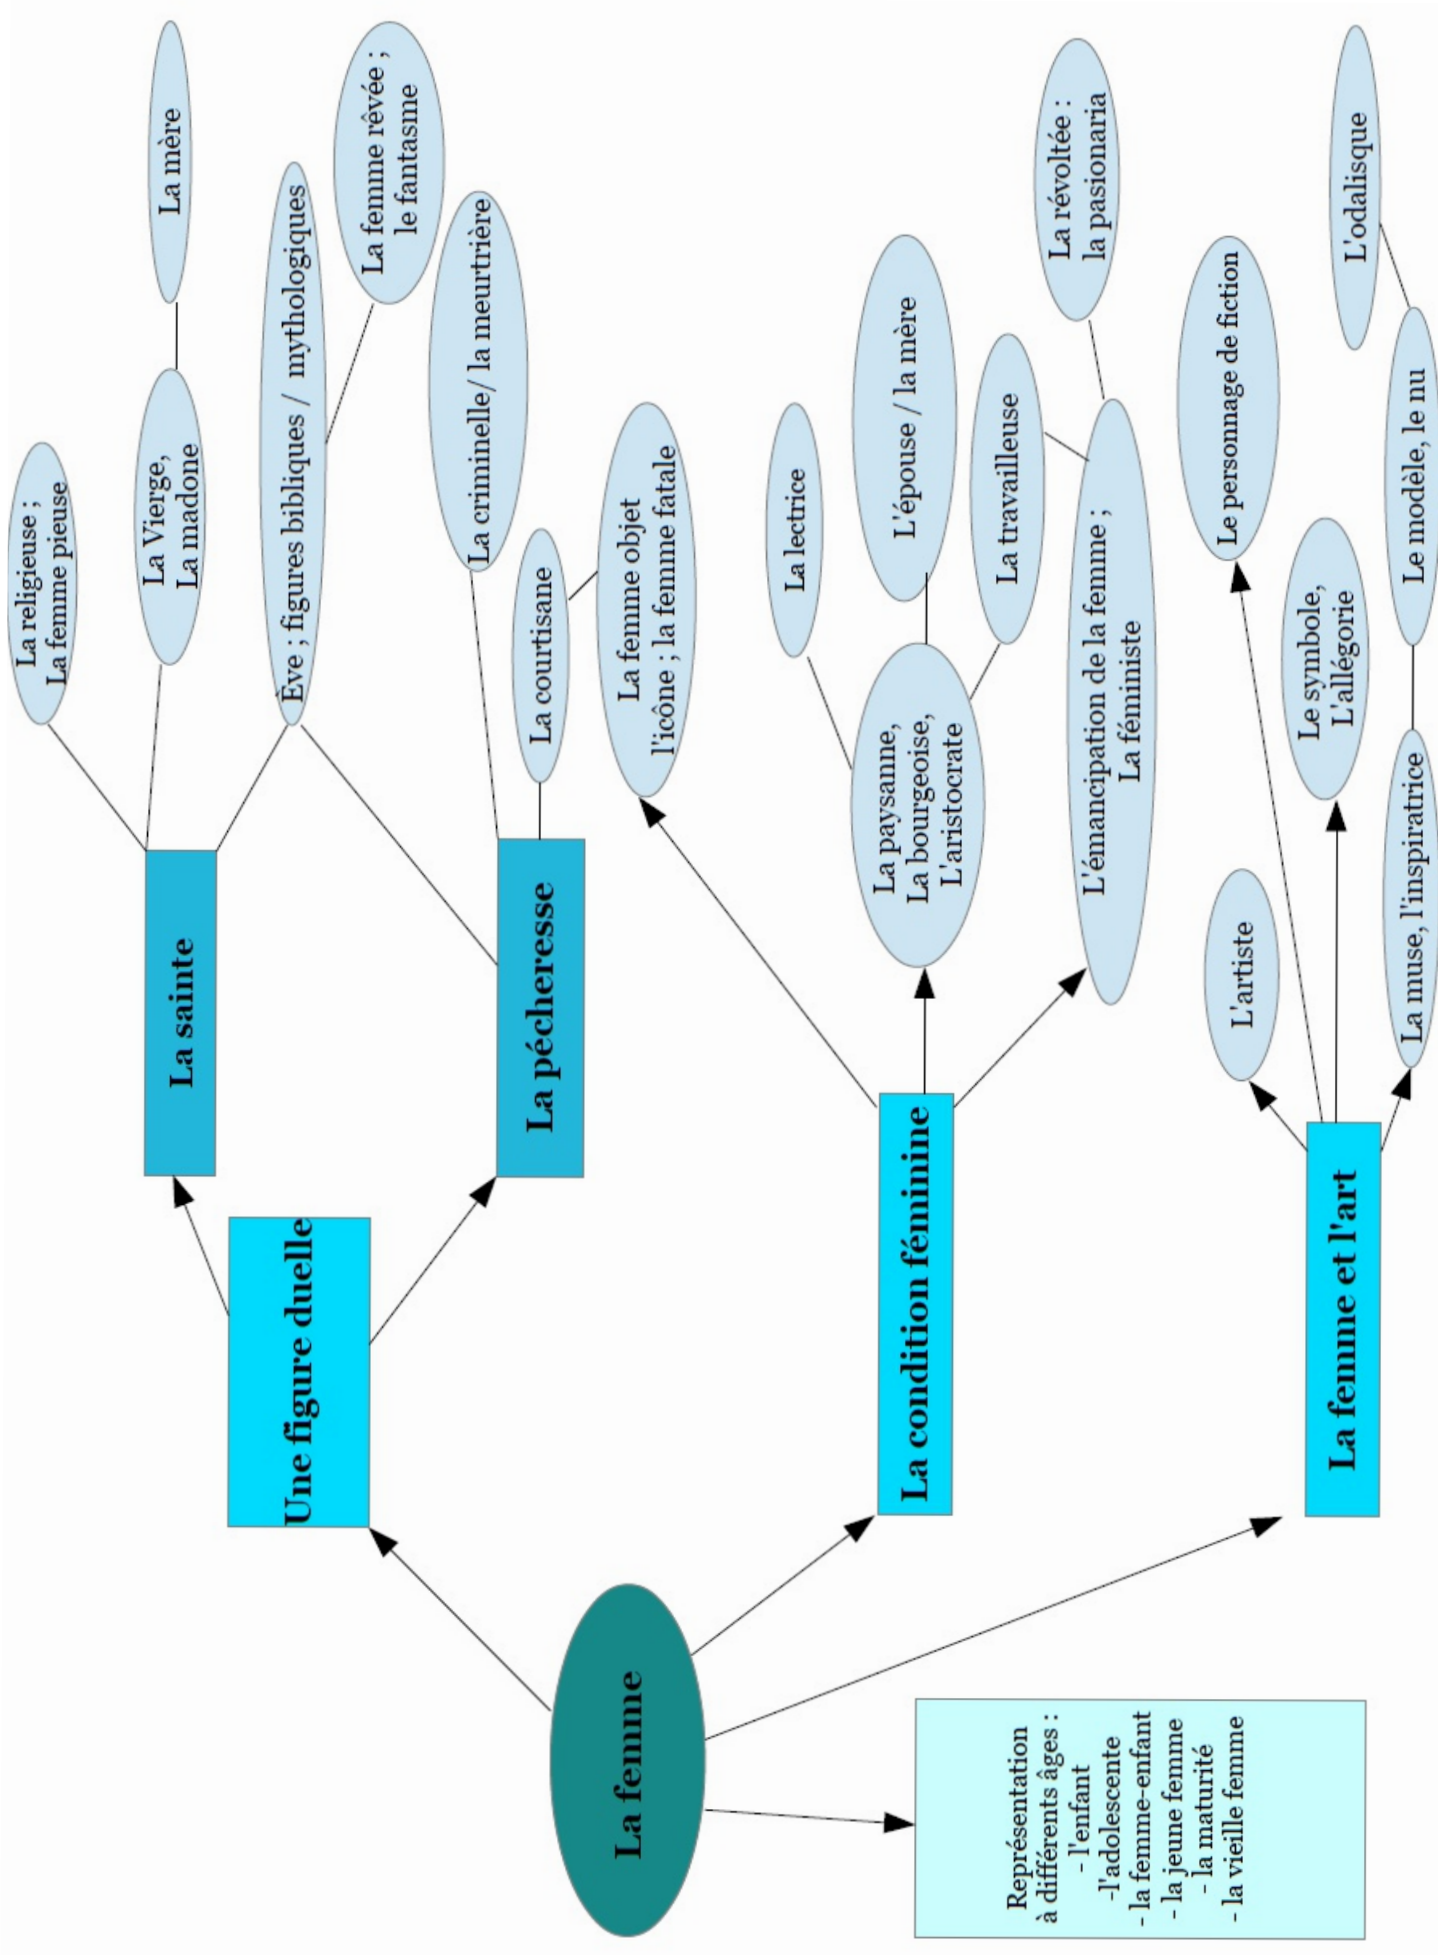 La femme
Représentation
à différents âges :
- l'enfant
-l'adolescente
- la femme-enfant
- la jeune femme
- la maturité
- la vieille femme
Une figure duelle
La sainte
La religieuse ;
La femme pieuse
La Vierge,
La madone
La mère
Eve ; figures bibliques / mythologiques
La femme rêvée ;
le fantasme
La pécheresse
La criminelle/ la meurtrière
La courtisane
La femme objet
l'icône ; la femme fatale
La condition féminine
La paysanne,
La bourgeoise,
L'aristocrate
La lectrice
L'épouse / la mère
La travailleuse
L'émancipation de la femme ;
La féministe
La révoltée :
la pasionaria
La femme et l'art
L'artiste
Le personnage de fiction
Le symbole,
L'allégorie
La muse, l'inspiratrice
Le modèle, le nu
L'odalisque